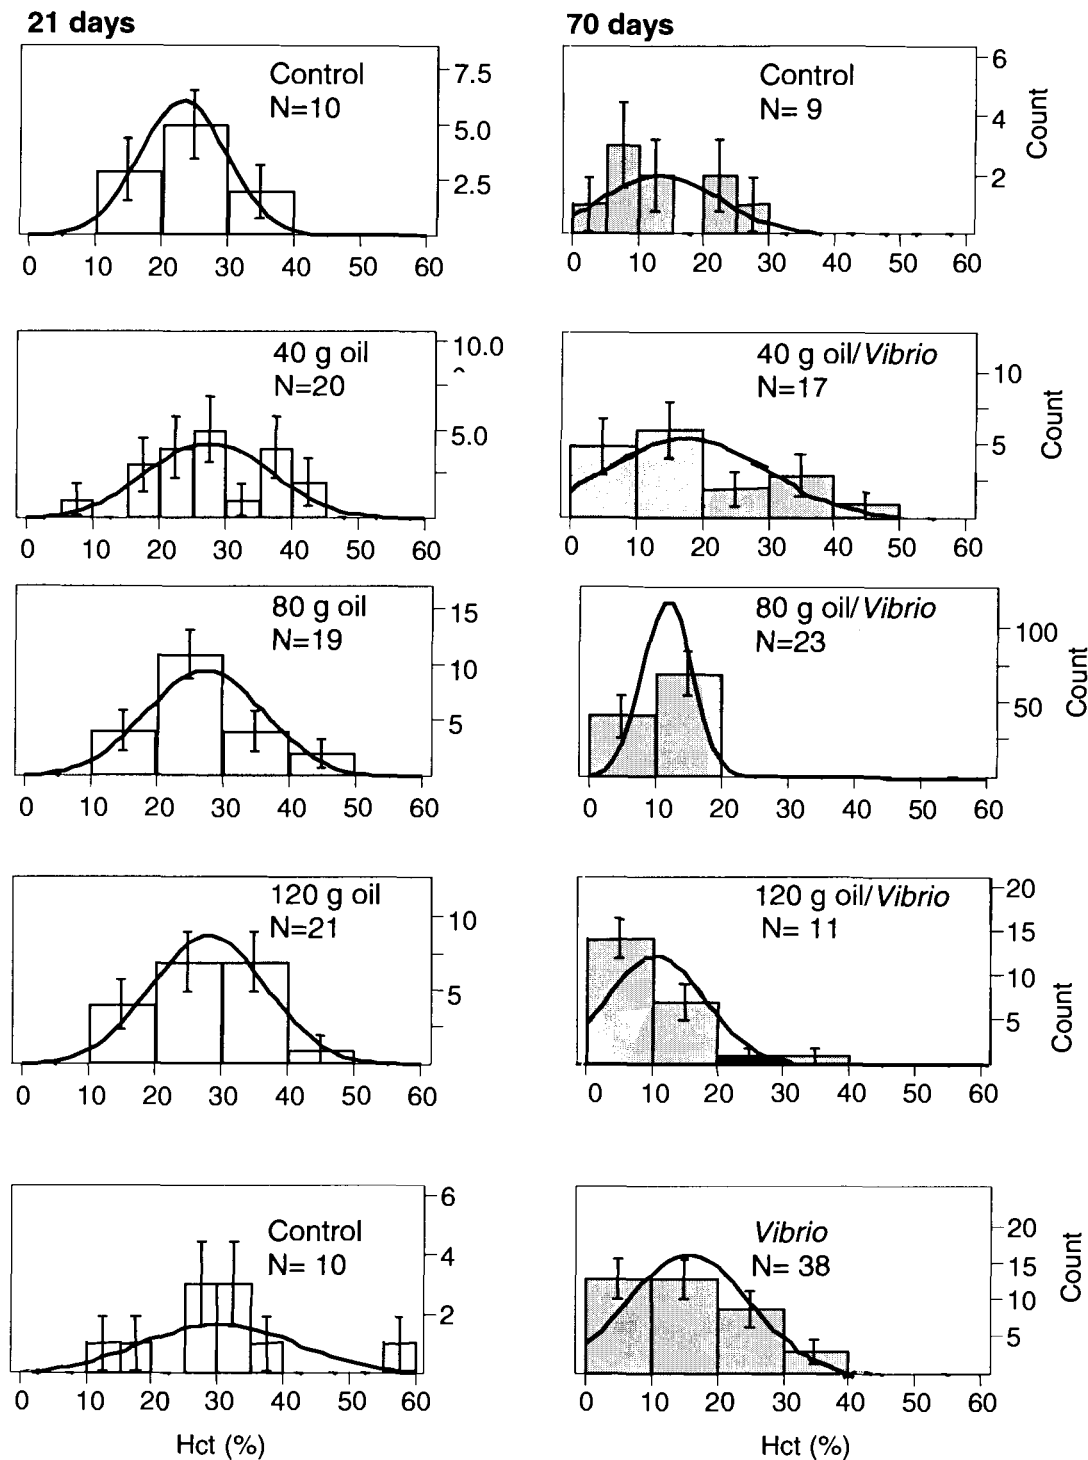 21 days
70 days
Control
N=10
7.5
5.0
2.5
0 10 20 30 40 50 60
Control
N= 9
6
4
2
Count
0 10 20 30 40 50 60
40 g oil
N=20
10.0
5.0
0 10 20 30 40 50 60
40 g oil/Vibrio
N=17
10
5
Count
0 10 20 30 40 50 60
80 g oil
N=19
15
10
5
0 10 20 30 40 50 60
80 g oil/Vibrio
N=23
100
50
Count
0 10 20 30 40 50 60
120 g oil
N=21
10
5
0 10 20 30 40 50 60
120 g oil/Vibrio
N= 11
20
15
10
5
Count
0 10 20 30 40 50 60
Control
N= 10
6
4
2
0 10 20 30 40 50 60
Hct (%)
Vibrio
N= 38
20
15
10
5
Count
0 10 20 30 40 50 60
Hct (%)